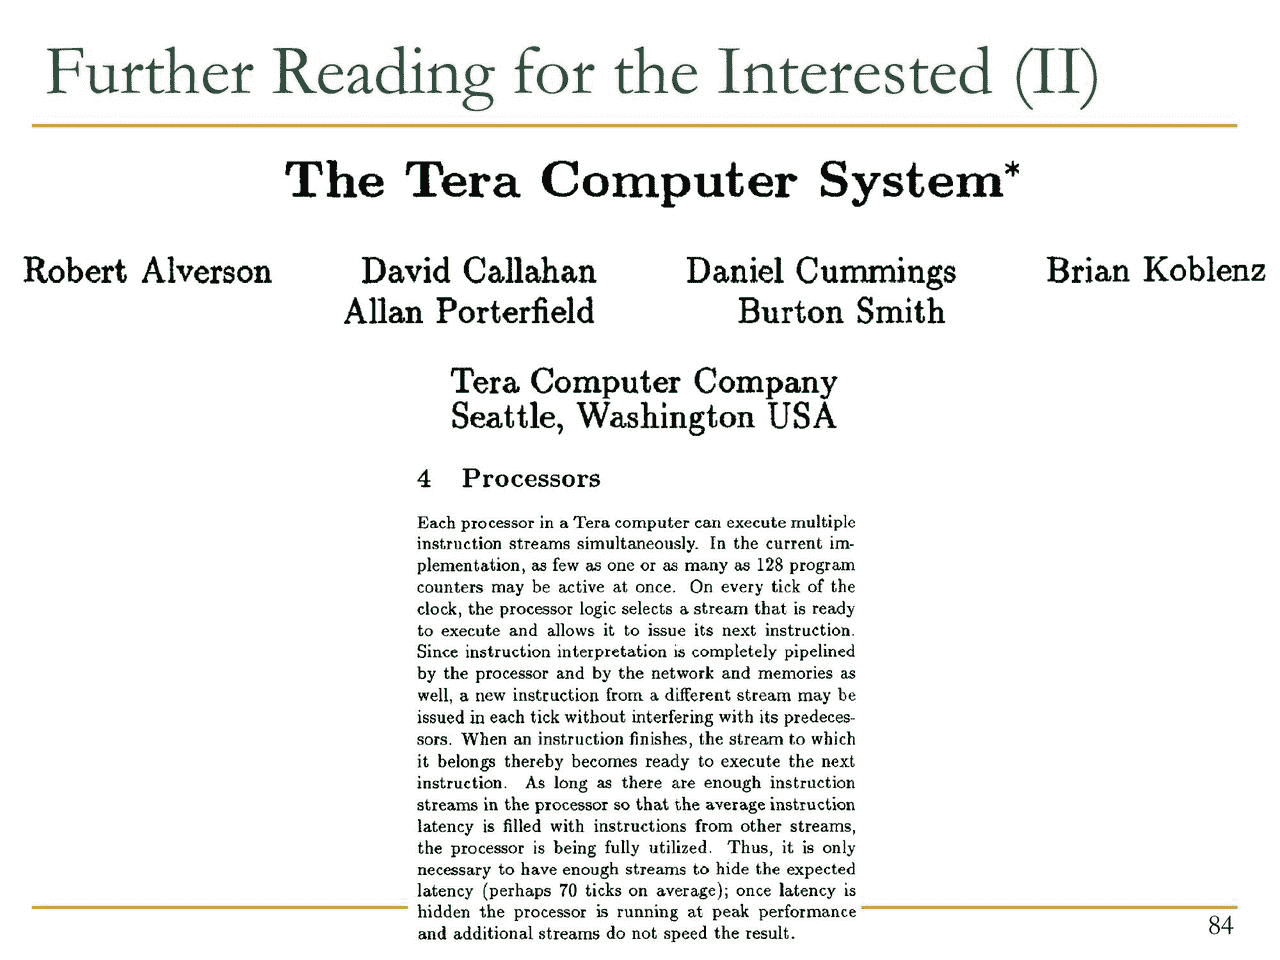 Further Reading for the Interested (II)
The Tera Computer System*
Robert Alverson David Callahan Daniel Cummings Brian Koblenz
Allan Porterfield Burton Smith
Tera Computer Company
Seattle, Washington USA
4 Processors
Each processor in a Tera computer can execute multiple
instruction streams simultaneously. In the current im-
plementation, as few as one or as many as 128 program
counters may be active at once. On every tick of the
clock, the processor logic selects a stream that is ready
to execute and allows it to issue its next instruction.
Since instruction interpretation is completely pipelined
by the processor and by the network and memories as
well, a new instruction from a different stream may be
issued in each tick without interfering with its predeces-
sors. When an instruction finishes, the stream to which
it belongs thereby becomes ready to execute the next
instruction. As long as there are enough instruction
streams in the processor so that the average instruction
latency is filled with instructions from other streams,
the processor is being fully utilized. Thus, it is only
necessary to have enough streams to hide the expected
latency (perhaps 70 ticks on average); once latency is
hidden the processor is running at peak performance
and additional streams do not speed the result.
84